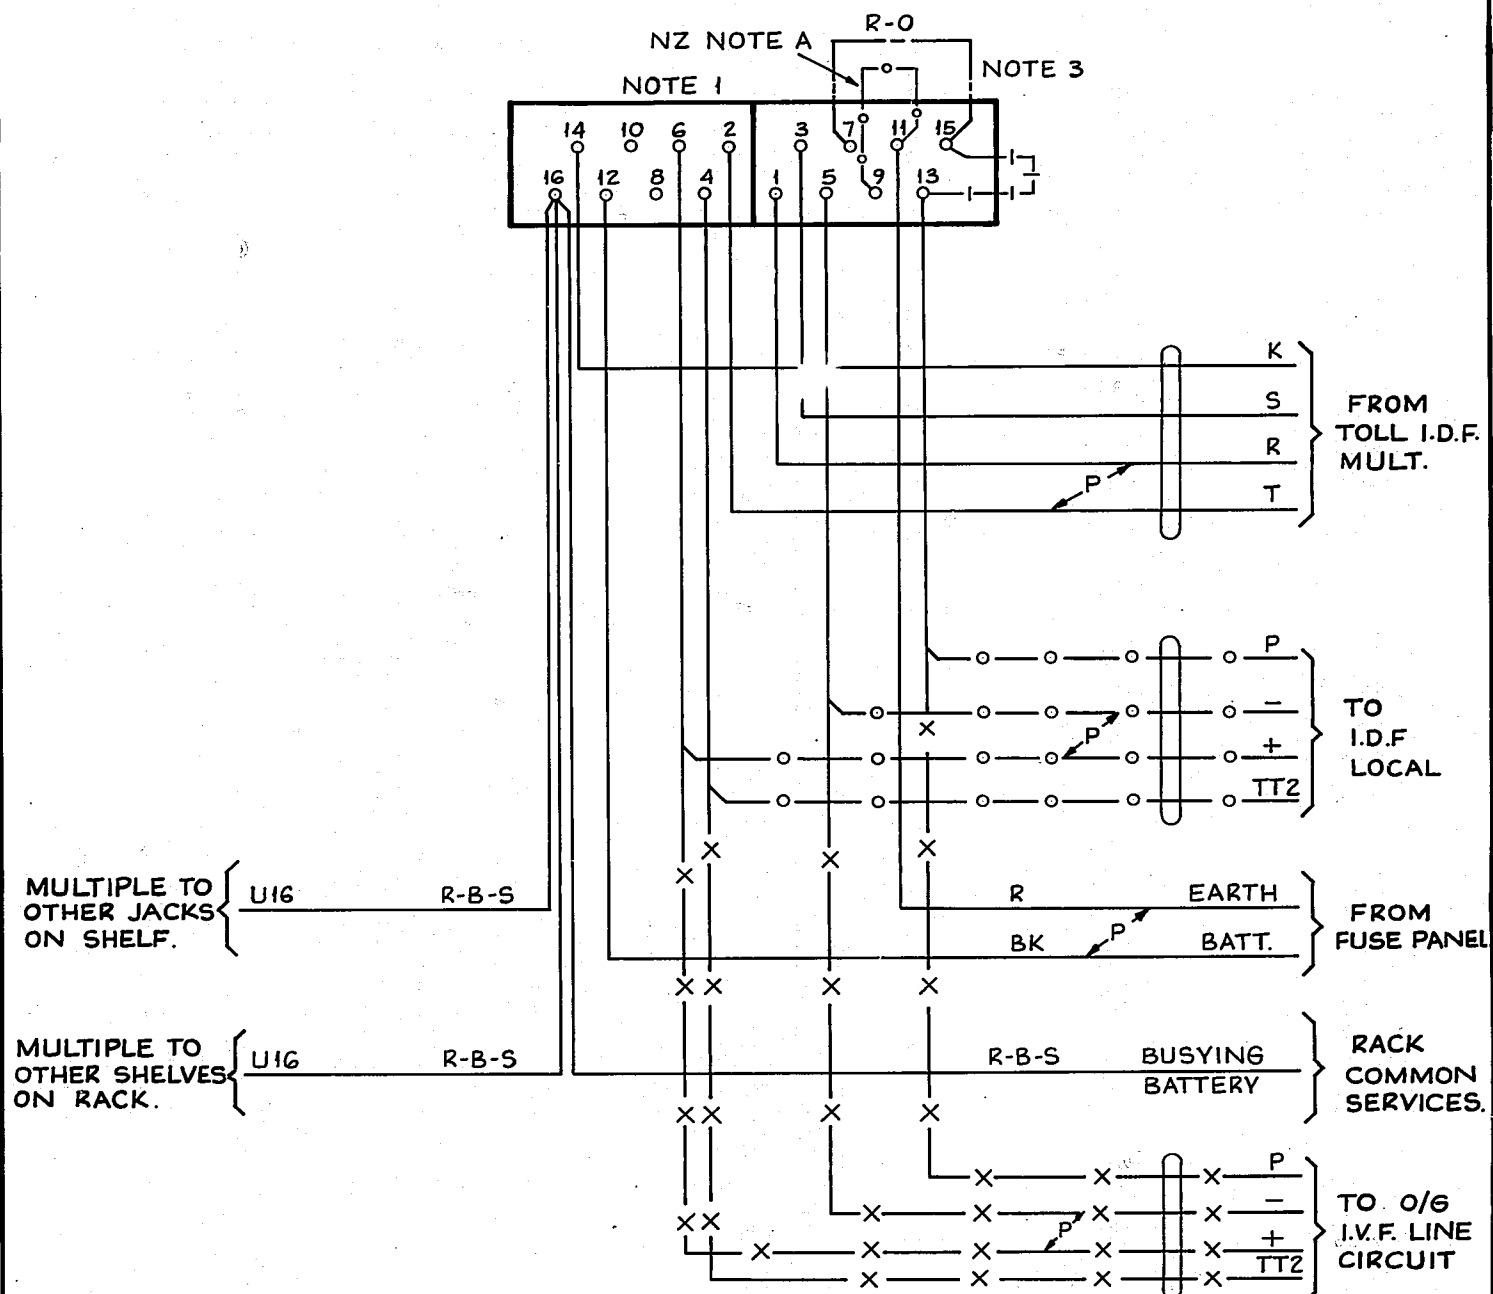 R-O
NZ NOTE A
NOTE 3
NOTE 1
14 10 6 2 3 7 11 15
16 12 8 4 1 5 9 13
K
S
R
T
P
FROM
TOLL I.D.F.
MULT.
P
—
+
TT2
P
TO
I.D.F
LOCAL
MULTIPLE TO
OTHER JACKS
ON SHELF.
U16 R-B-S
R EARTH
BK BATT.
P
FROM
FUSE PANEL
MULTIPLE TO
OTHER SHELVES
ON RACK.
U16 R-B-S
R-B-S BUSYING
BATTERY
RACK
COMMON
SERVICES.
P
—
+
TT2
P
TO O/G
I.V.F. LINE
CIRCUIT